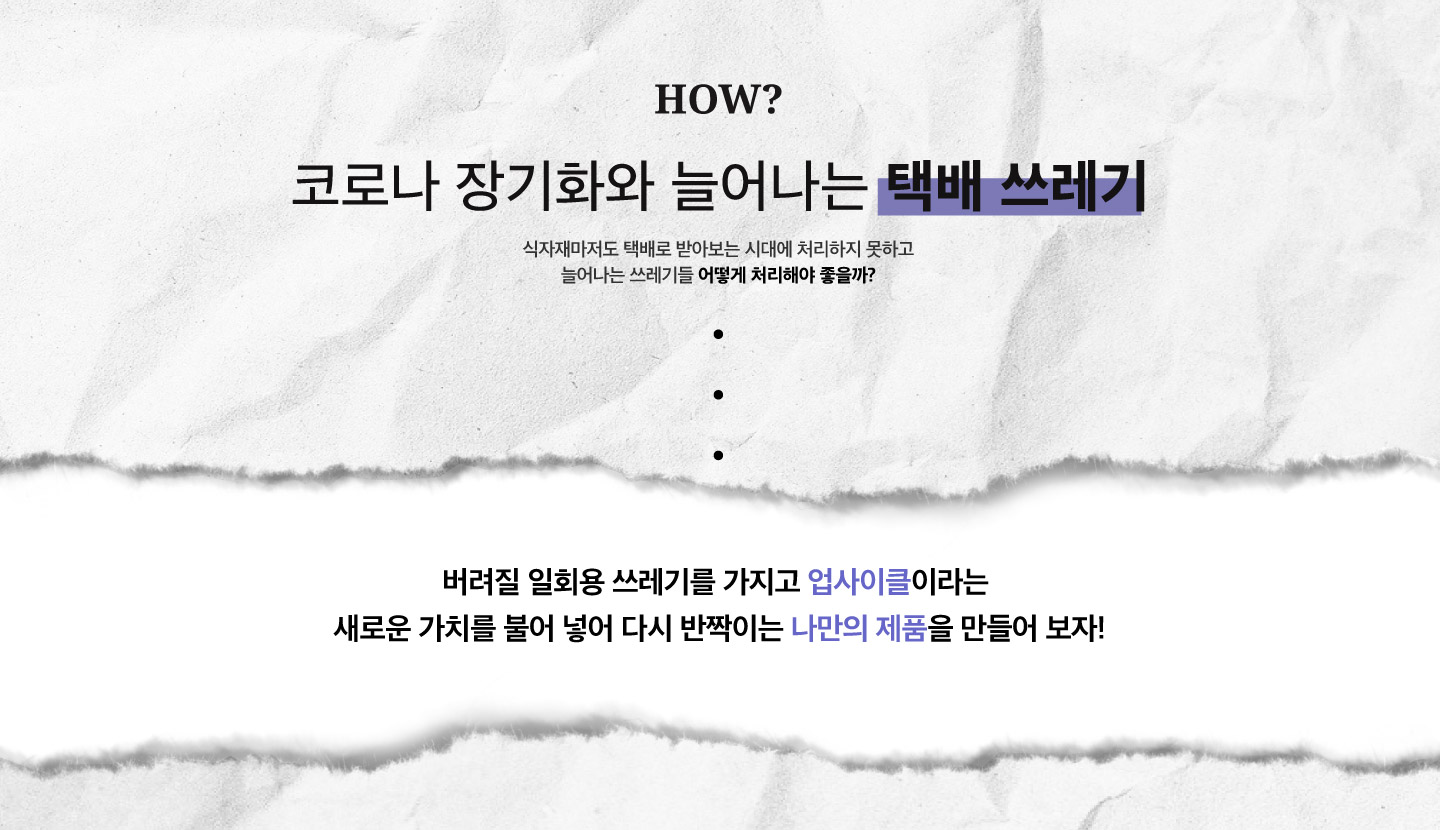 HOW?
코로나 장기화와 늘어나는 택배 쓰레기
식자재마저도 택배로 받아보는 시대에 처리하지 못하고
늘어나는 쓰레기들 어떻게 처리해야 좋을까?
버려질 일회용 쓰레기를 가지고 업사이클이라는
새로운 가치를 불어 넣어 다시 반짝이는 나만의 제품을 만들어 보자!